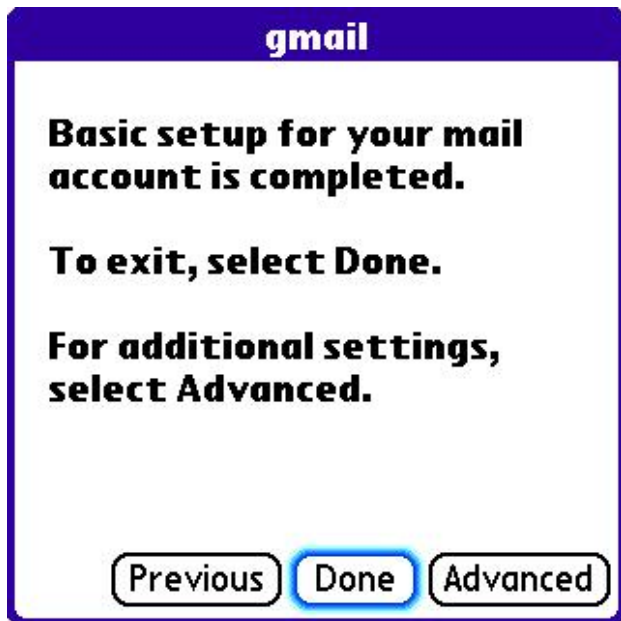 gmail
Basic setup for your mail
account is completed.
To exit, select Done.
For additional settings,
select Advanced.
Previous Done Advanced